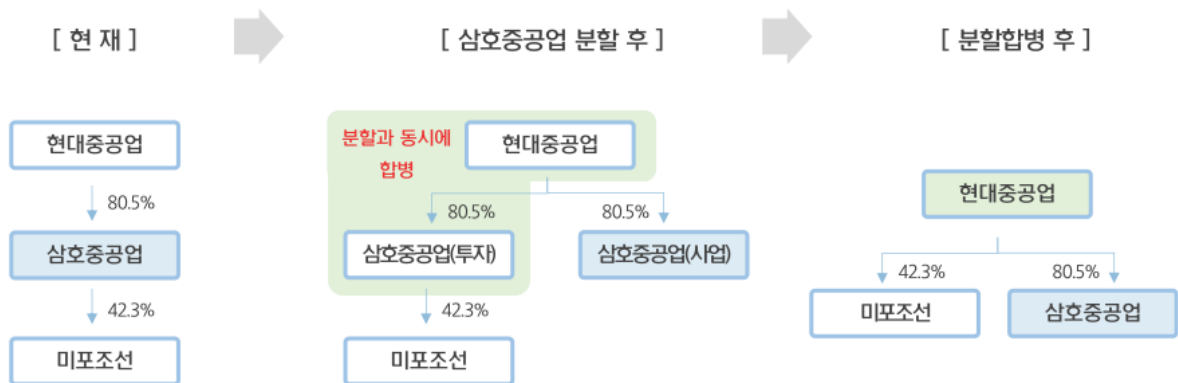 [ 현 재 ]
[ 삼호중공업 분할 후 ]
[ 분할합병 후 ]
현대중공업
80.5%
삼호중공업
42.3%
미포조선
분할과 동시에
합병
현대중공업
80.5%
80.5%
삼호중공업(투자)
삼호중공업(사업)
42.3%
미포조선
현대중공업
42.3%
80.5%
미포조선
삼호중공업